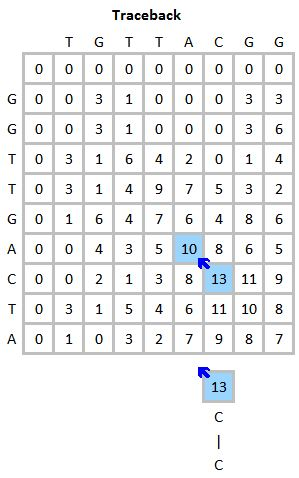 Traceback
T G T T A C G G
0 0 0 0 0 0 0 0 0
G 0 0 3 1 0 0 0 3 3
G 0 0 3 1 0 0 0 3 6
T 0 3 1 6 4 2 0 1 4
T 0 3 1 4 9 7 5 3 2
G 0 1 6 4 7 6 4 8 6
A 0 0 4 3 5 10 8 6 5
C 0 0 2 1 3 8 13 11 9
T 0 3 1 5 4 6 11 10 8
A 0 1 0 3 2 7 9 8 7
13
C
|
C